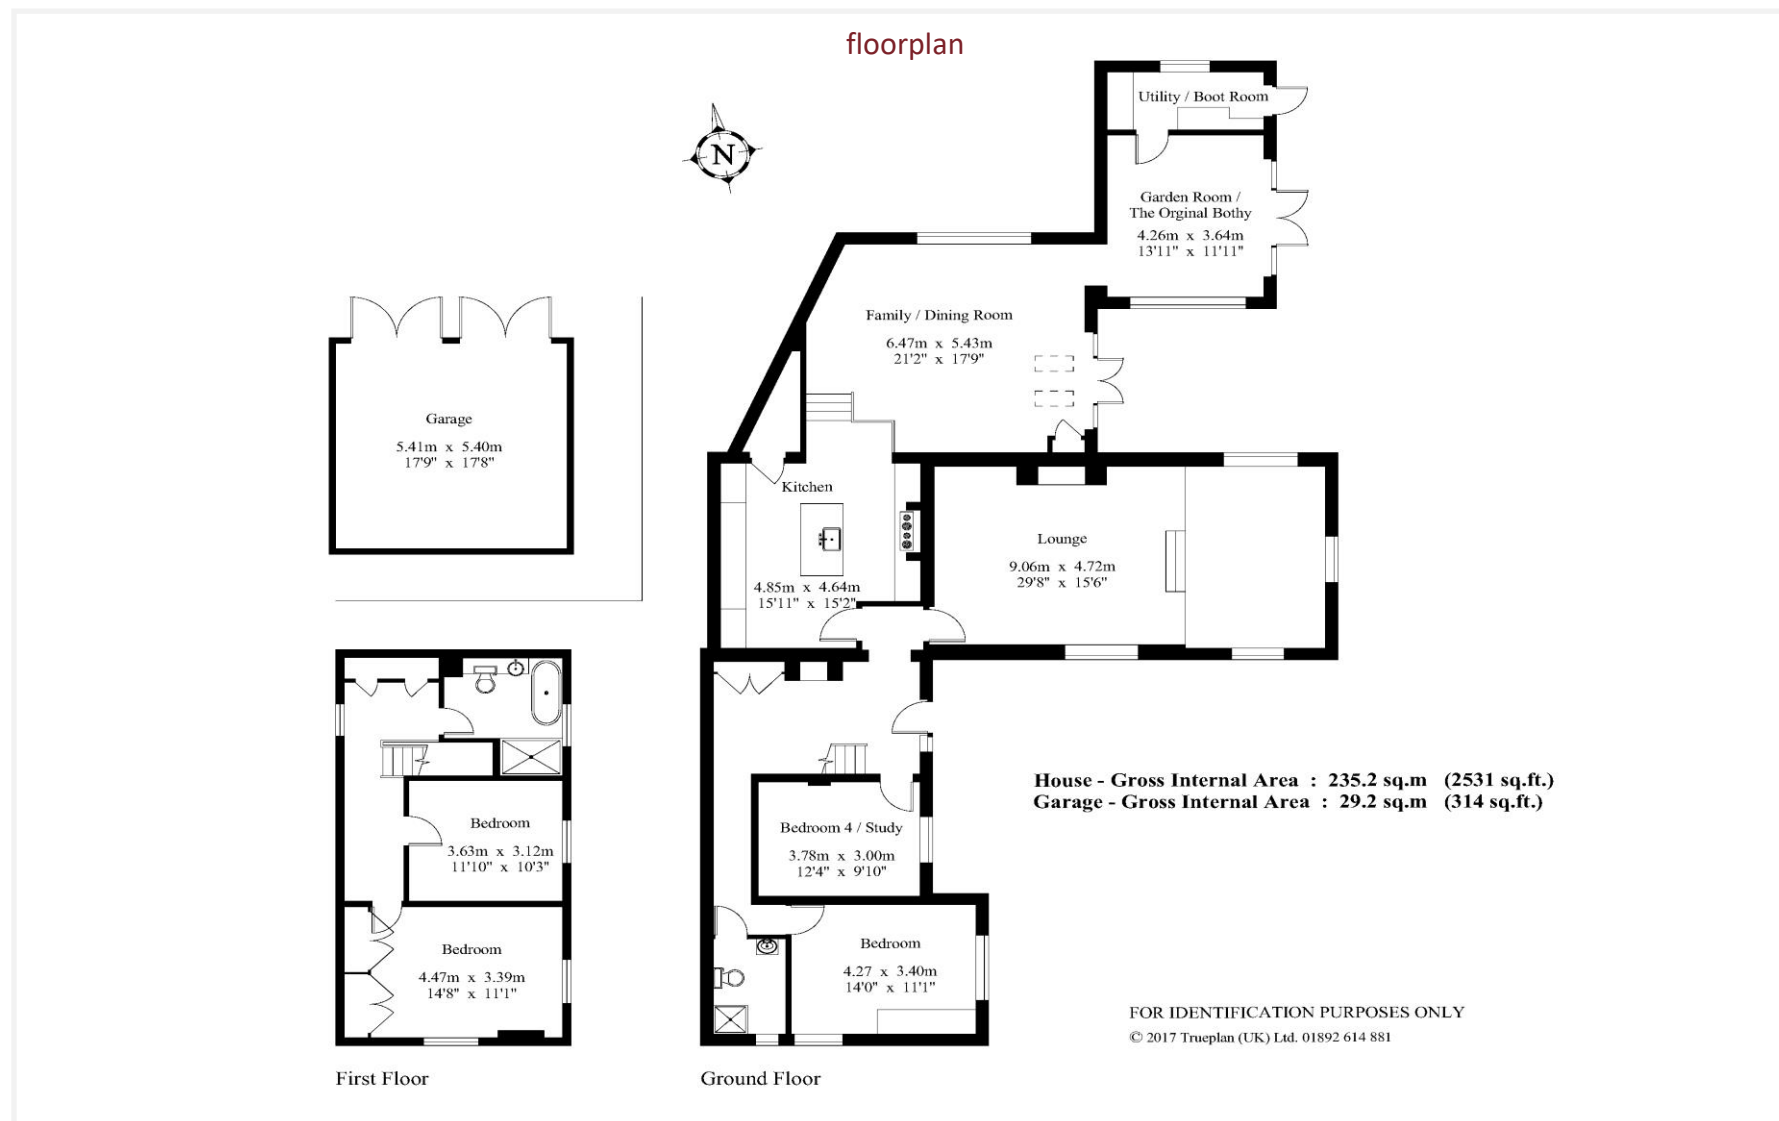 floorplan
Utility / Boot Room
N
Garden Room /
The Orginal Bothy
4.26m x 3.64m
13'11" x 11'11"
Family / Dining Room
6.47m x 5.43m
21'2" x 17'9"
Garage
5.41m x 5.40m
17'9" x 17'8"
Kitchen
4.85m x 4.64m
15'11" x 15'2"
Lounge
9.06m x 4.72m
29'8" x 15'6"
House - Gross Internal Area : 235.2 sq.m (2531 sq.ft.)
Garage - Gross Internal Area : 29.2 sq.m (314 sq.ft.)
Bedroom
3.63m x 3.12m
11'10" x 10'3"
Bedroom 4 / Study
3.78m x 3.00m
12'4" x 9'10"
Bedroom
4.47m x 3.39m
14'8" x 11'1"
Bedroom
4.27 x 3.40m
14'0" x 11'1"
FOR IDENTIFICATION PURPOSES ONLY
© 2017 Trueplan (UK) Ltd. 01892 614 881
First Floor
Ground Floor